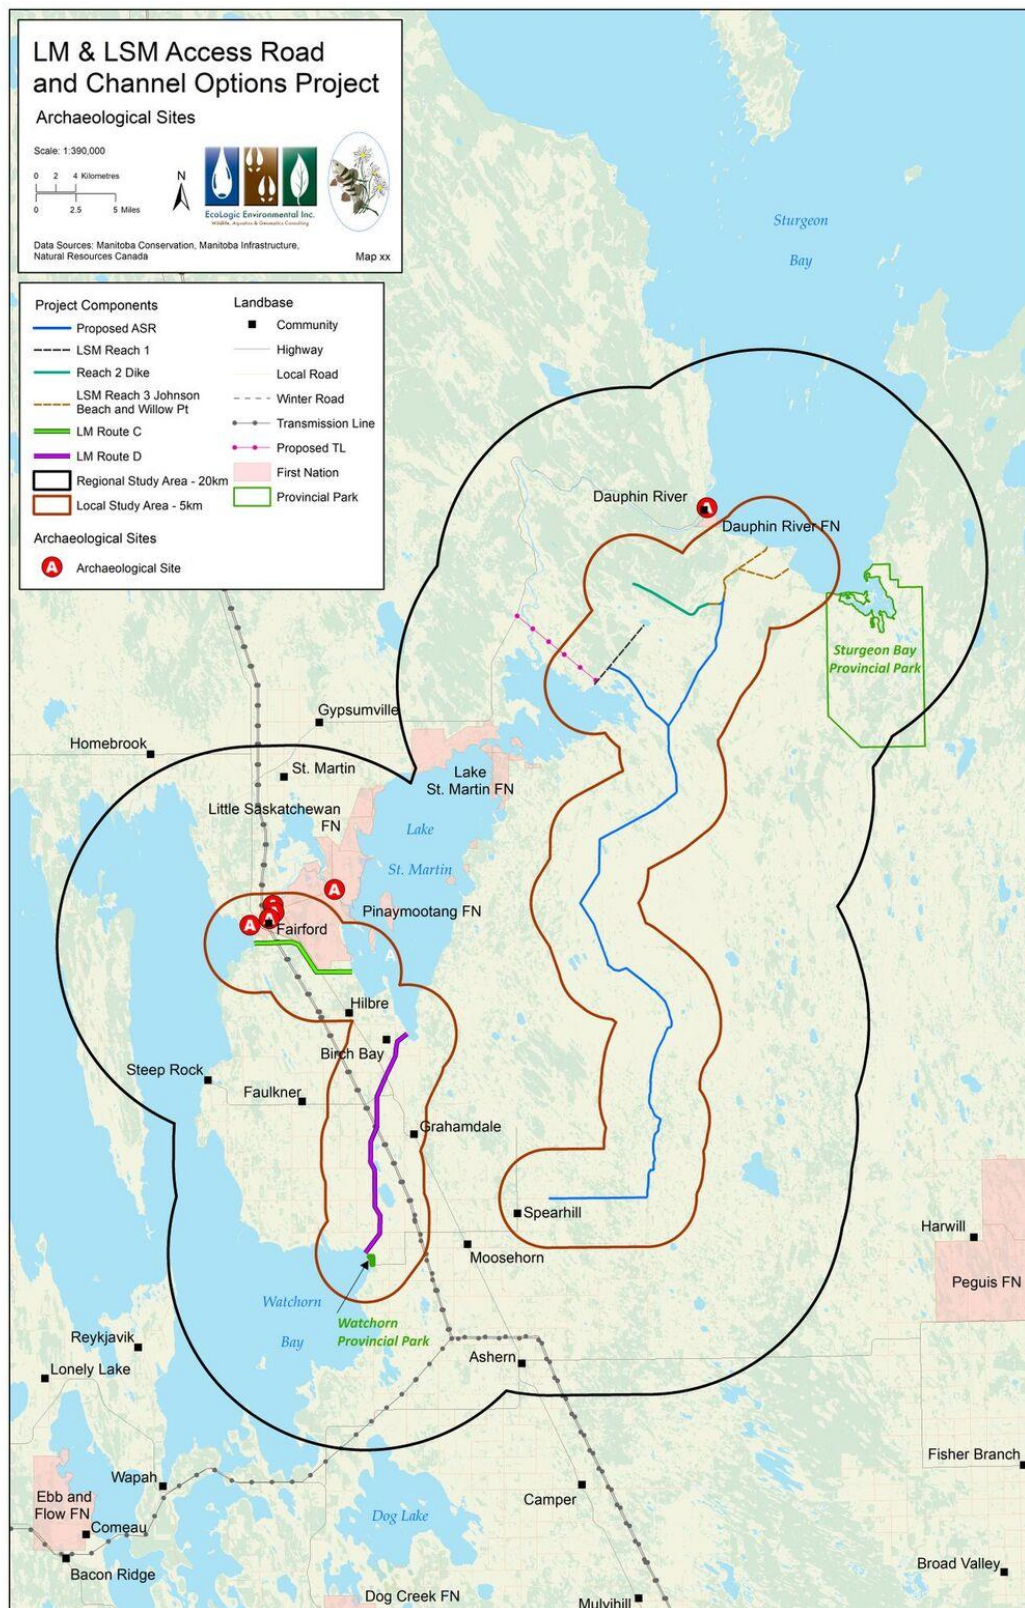 LM & LSM Access Road
and Channel Options Project
Archaeological Sites
Scale: 1:390,000
0 2 4 Kilometres
0 2.5 5 Miles
N
EcoLogic Environmental Inc.
Wildlife, Aquatics & Geomatics Consulting
Data Sources: Manitoba Conservation, Manitoba Infrastructure,
Natural Resources Canada
Map xx
Project Components
Proposed ASR
LSM Reach 1
Reach 2 Dike
LSM Reach 3 Johnson
Beach and Willow Pt
LM Route C
LM Route D
Regional Study Area - 20km
Local Study Area - 5km
Archaeological Sites
A Archaeological Site
Landbase
Community
Highway
Local Road
Winter Road
Transmission Line
Proposed TL
First Nation
Provincial Park
Sturgeon
Bay
Dauphin River
A
Dauphin River FN
Sturgeon Bay
Provincial Park
Gypsumville
Homebrook
St. Martin
Lake
St. Martin FN
Little Saskatchewan
FN
Lake
St. Martin
A
Pinaymootang FN
A
A
Fairford
A
Hilbre
Birch Bay
Steep Rock
Faulkner
Grahamdale
Spearhill
Harwill
Moosehorn
Peguis FN
Watchorn
Bay
Watchorn
Provincial Park
Reykjavik
Lonely Lake
Ashern
Fisher Branch
Wapah
Ebb and
Flow FN
Camper
Comeau
Dog Lake
Bacon Ridge
Broad Valley
Dog Creek FN
Mulvihill